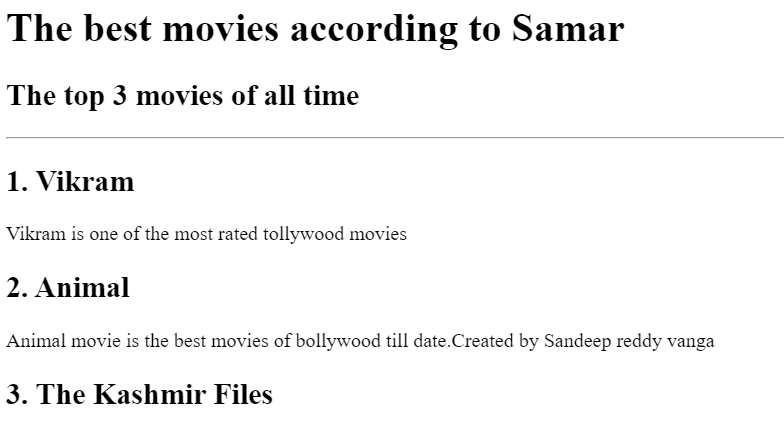 The best movies according to Samar
The top 3 movies of all time
1. Vikram
Vikram is one of the most rated tollywood movies
2. Animal
Animal movie is the best movies of bollywood till date.Created by Sandeep reddy vanga
3. The Kashmir Files